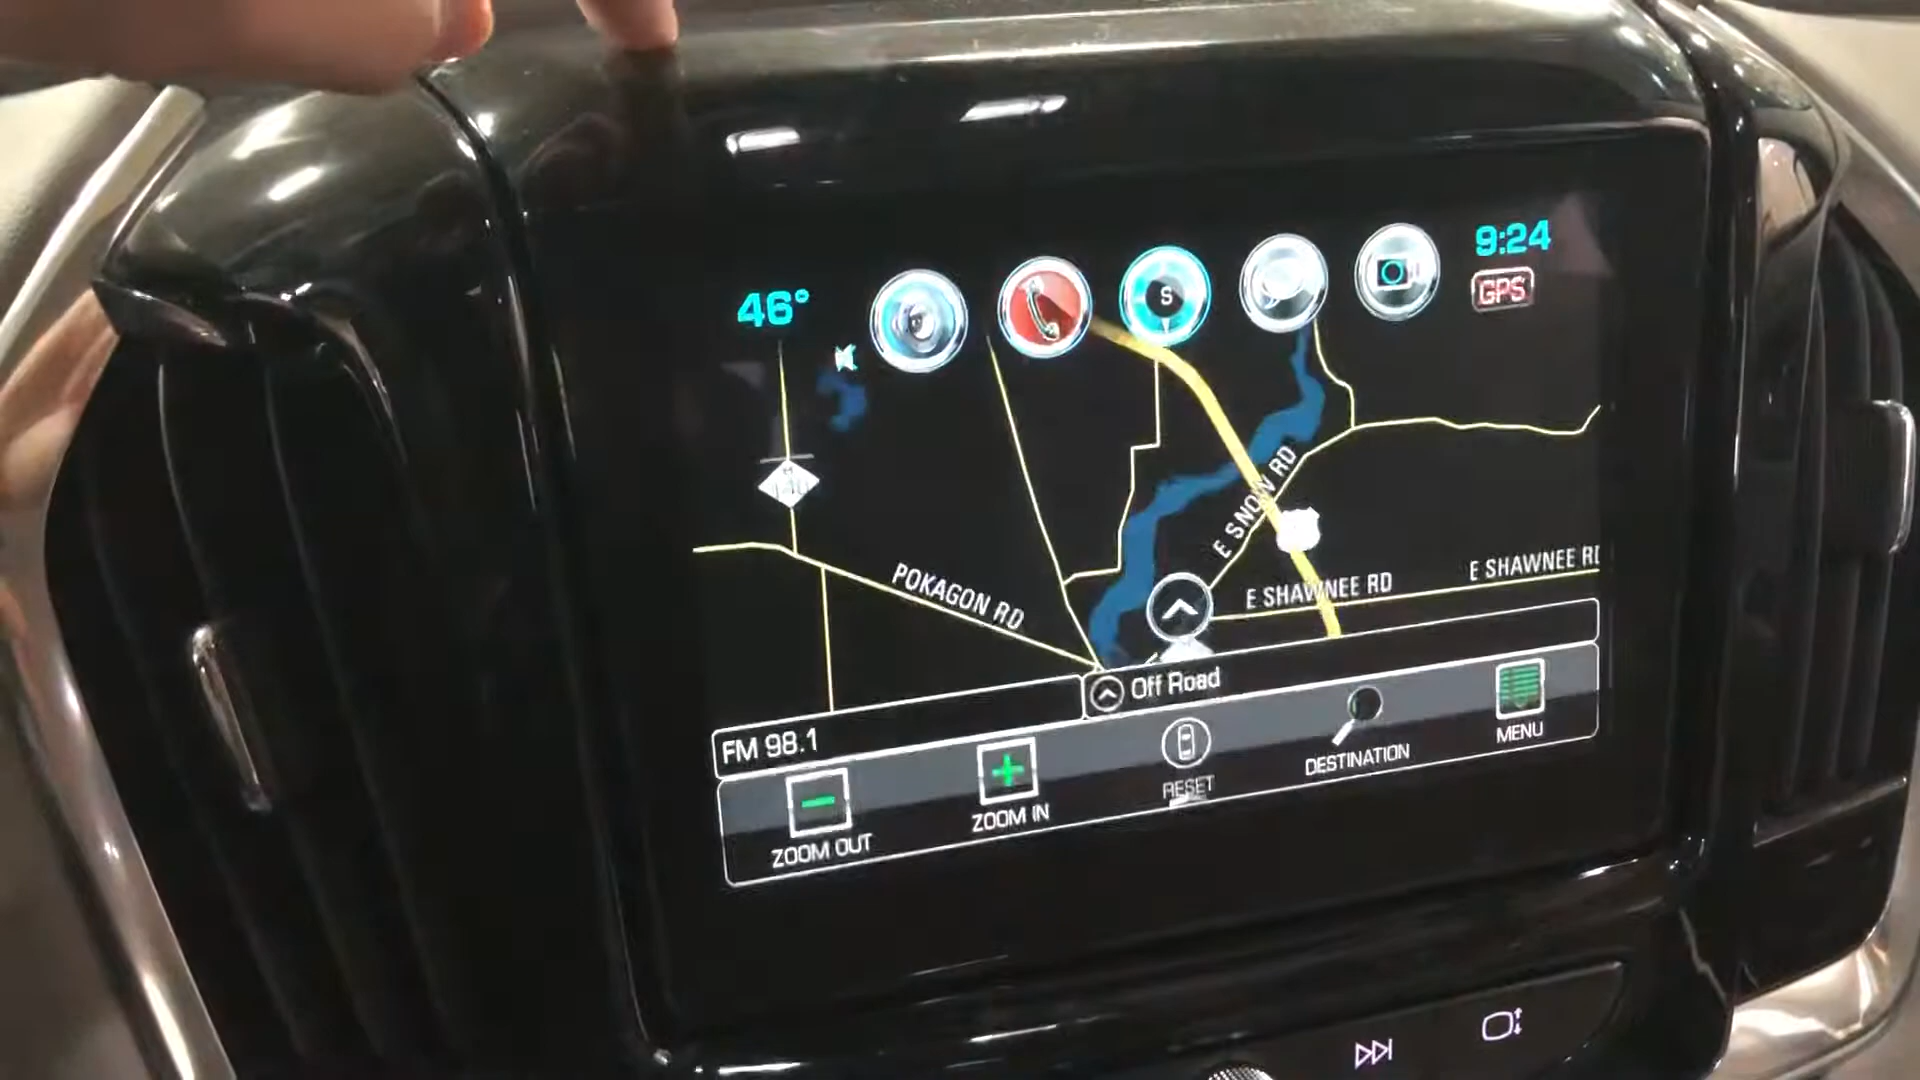 46°
S
9:24
GPS
M
140
E SNOW RD
POKAGON RD
E SHAWNEE RD
E SHAWNEE RD
Off Road
FM 98.1
ZOOM OUT
ZOOM IN
RESET
DESTINATION
MENU